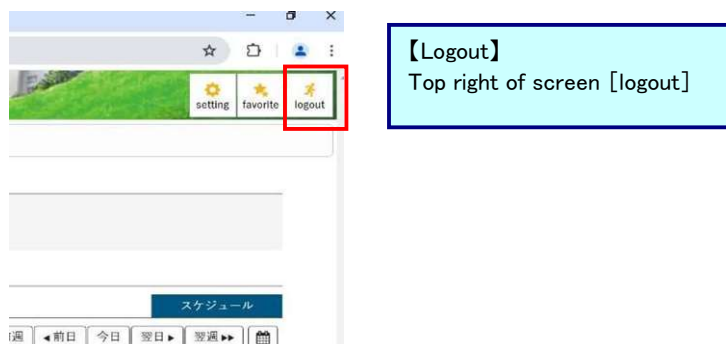 setting favorite logout
【Logout】
Top right of screen [logout]
スケジュール
週 ◂前日 今日 翌日▸ 翌週▸▸